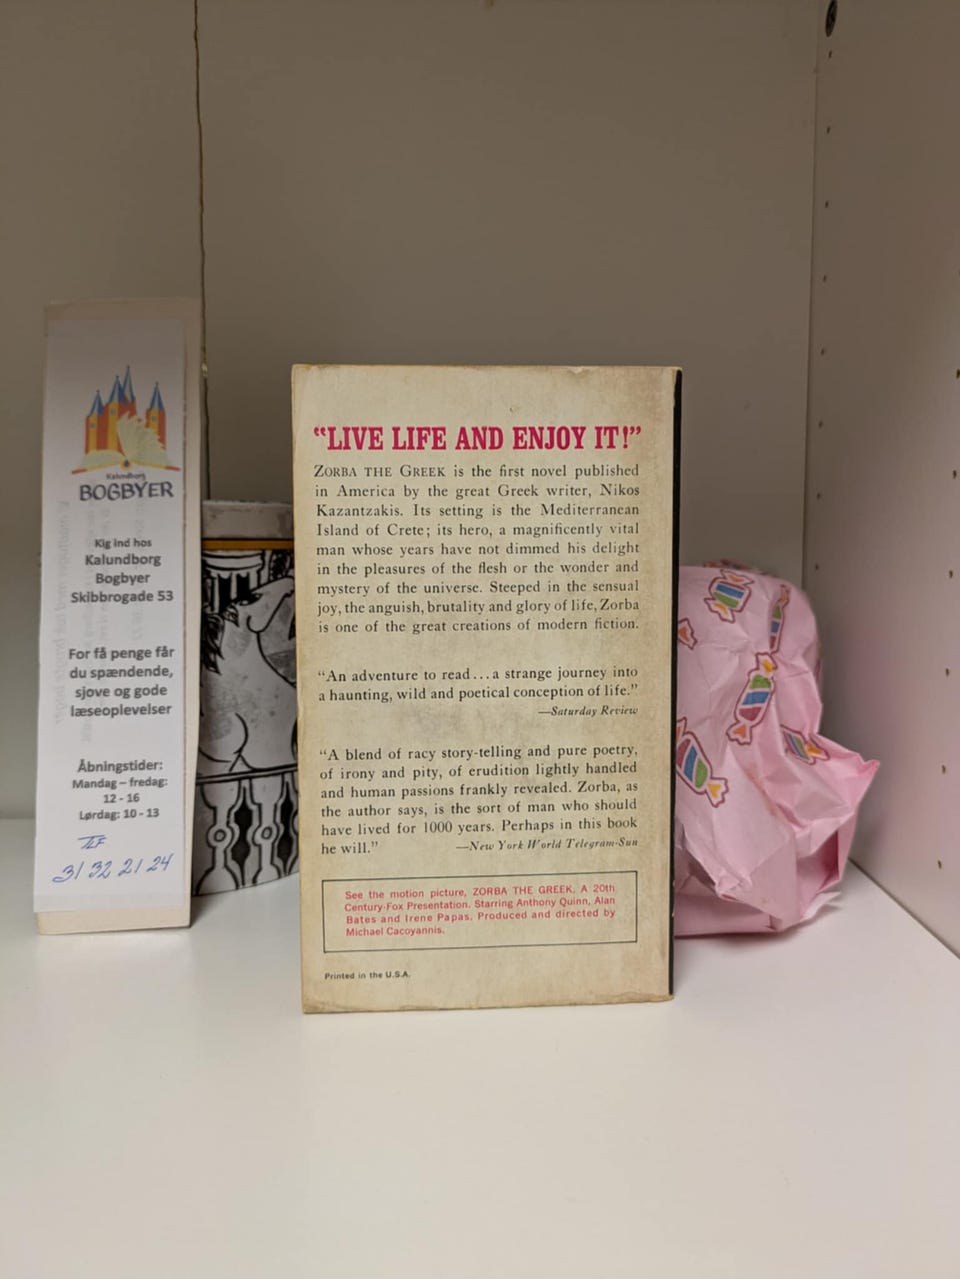 Kalundborg
BOGBYER
Kig ind hos
Kalundborg
Bogbyer
Skibbrogade 53
For få penge får
du spændende,
sjove og gode
læseoplevelser
Åbningstider:
Mandag – fredag:
12 - 16
Lørdag: 10 - 13
Tlf
31 32 21 24
“LIVE LIFE AND ENJOY IT!”
ZORBA THE GREEK is the first novel published
in America by the great Greek writer, Nikos
Kazantzakis. Its setting is the Mediterranean
Island of Crete; its hero, a magnificently vital
man whose years have not dimmed his delight
in the pleasures of the flesh or the wonder and
mystery of the universe. Steeped in the sensual
joy, the anguish, brutality and glory of life, Zorba
is one of the great creations of modern fiction.
“An adventure to read...a strange journey into
a haunting, wild and poetical conception of life.”
—Saturday Review
“A blend of racy story-telling and pure poetry,
of irony and pity, of erudition lightly handled
and human passions frankly revealed. Zorba, as
the author says, is the sort of man who should
have lived for 1000 years. Perhaps in this book
he will.” —New York World Telegram-Sun
See the motion picture, ZORBA THE GREEK. A 20th
Century-Fox Presentation. Starring Anthony Quinn, Alan
Bates and Irene Papas. Produced and directed by
Michael Cacoyannis.
Printed in the U.S.A.